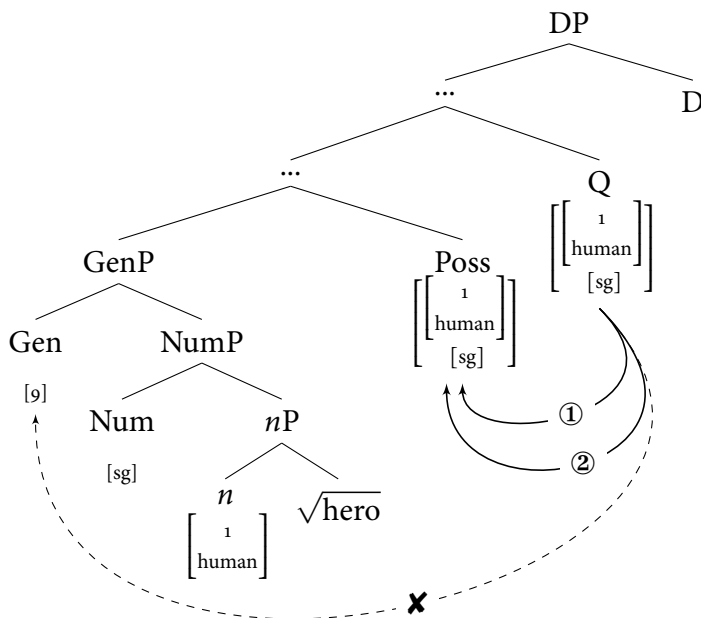 DP
...
D
...
Q
1
human
[sg]
GenP
Poss
1
human
[sg]
Gen
NumP
[9]
Num
nP
①
②
[sg]
n
√hero
1
human
✘